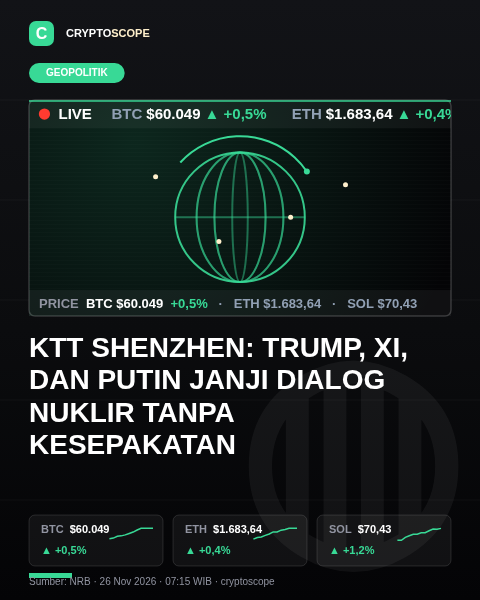 C CRYPTOSCOPE
GEOPOLITIK
LIVE BTC $60.049 ▲ +0,5% ETH $1.683,64 ▲ +0,4%
PRICE BTC $60.049 +0,5% · ETH $1.683,64 · SOL $70,43
KTT SHENZHEN: TRUMP, XI,
DAN PUTIN JANJI DIALOG
NUKLIR TANPA
KESEPAKATAN
BTC $60.049 ETH $1.683,64 SOL $70,43
▲ +0,5% ▲ +0,4% ▲ +1,2%
Sumber: NRB · 26 Nov 2026 · 07:15 WIB · cryptoscope